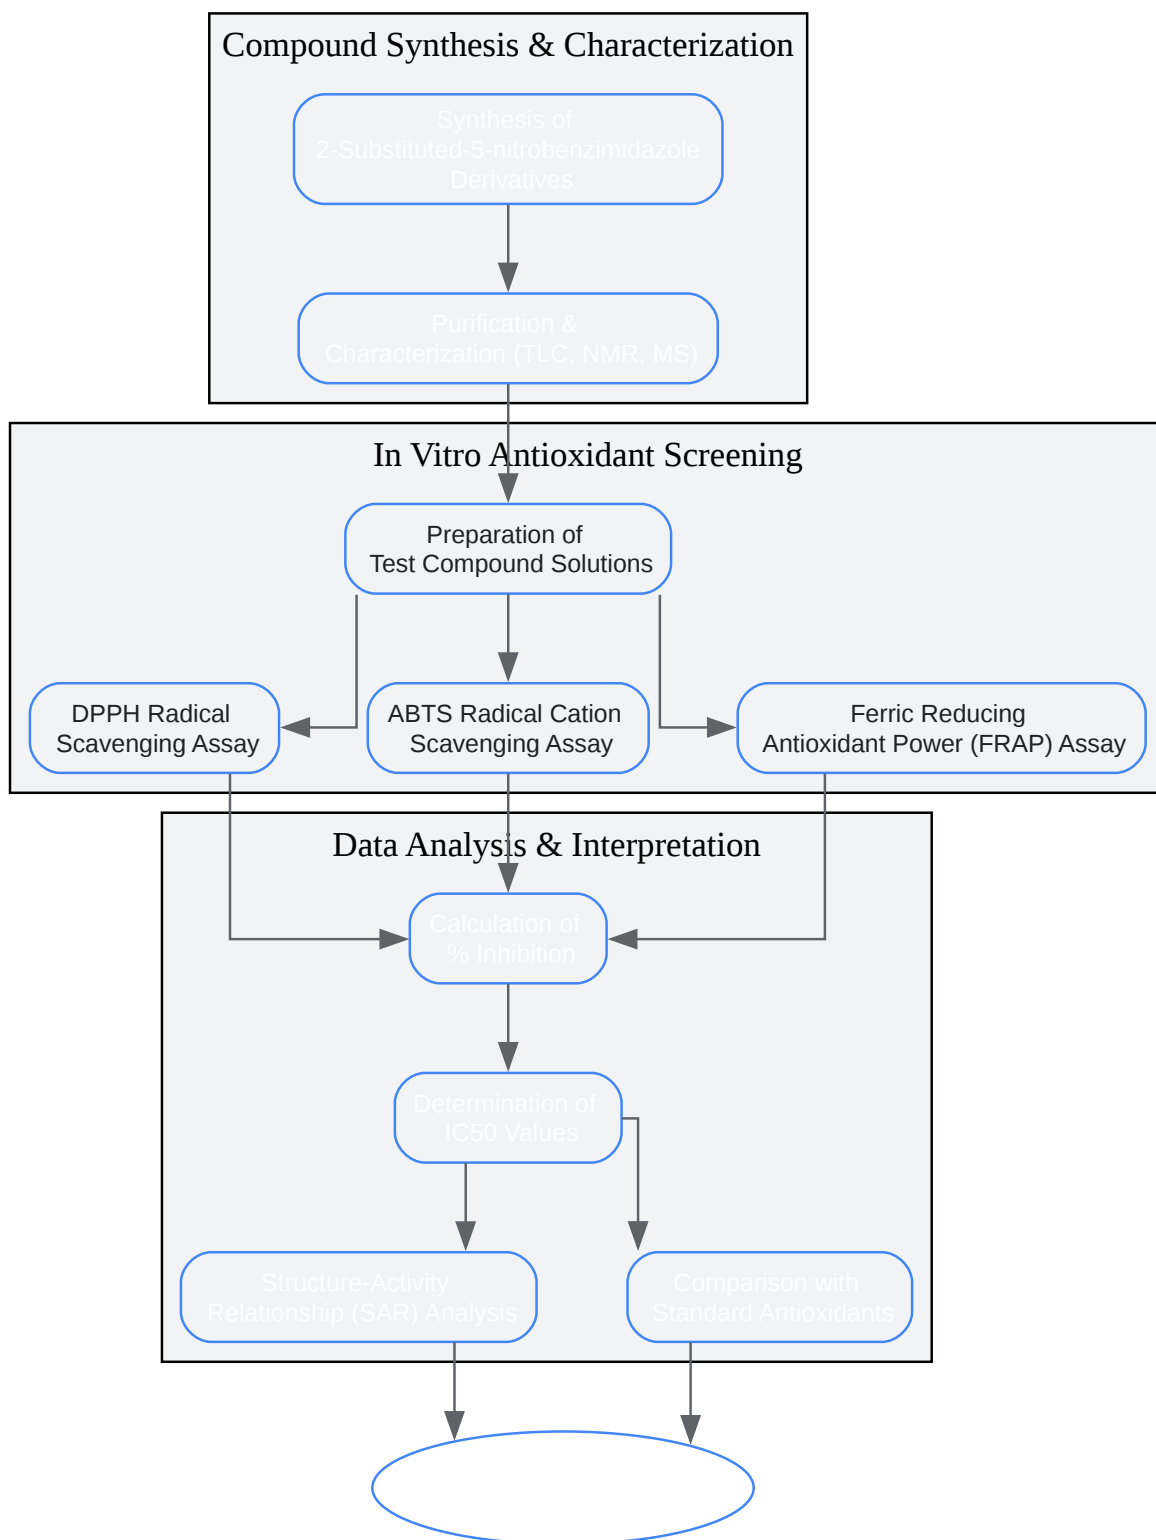 Compound Synthesis & Characterization
Synthesis of
2-Substituted-5-nitrobenzimidazole
Derivatives
Purification &
Characterization (TLC, NMR, MS)
In Vitro Antioxidant Screening
Preparation of
Test Compound Solutions
DPPH Radical
Scavenging Assay
ABTS Radical Cation
Scavenging Assay
Ferric Reducing
Antioxidant Power (FRAP) Assay
Data Analysis & Interpretation
Calculation of
% Inhibition
Determination of
IC50 Values
Structure-Activity
Relationship (SAR) Analysis
Comparison with
Standard Antioxidants